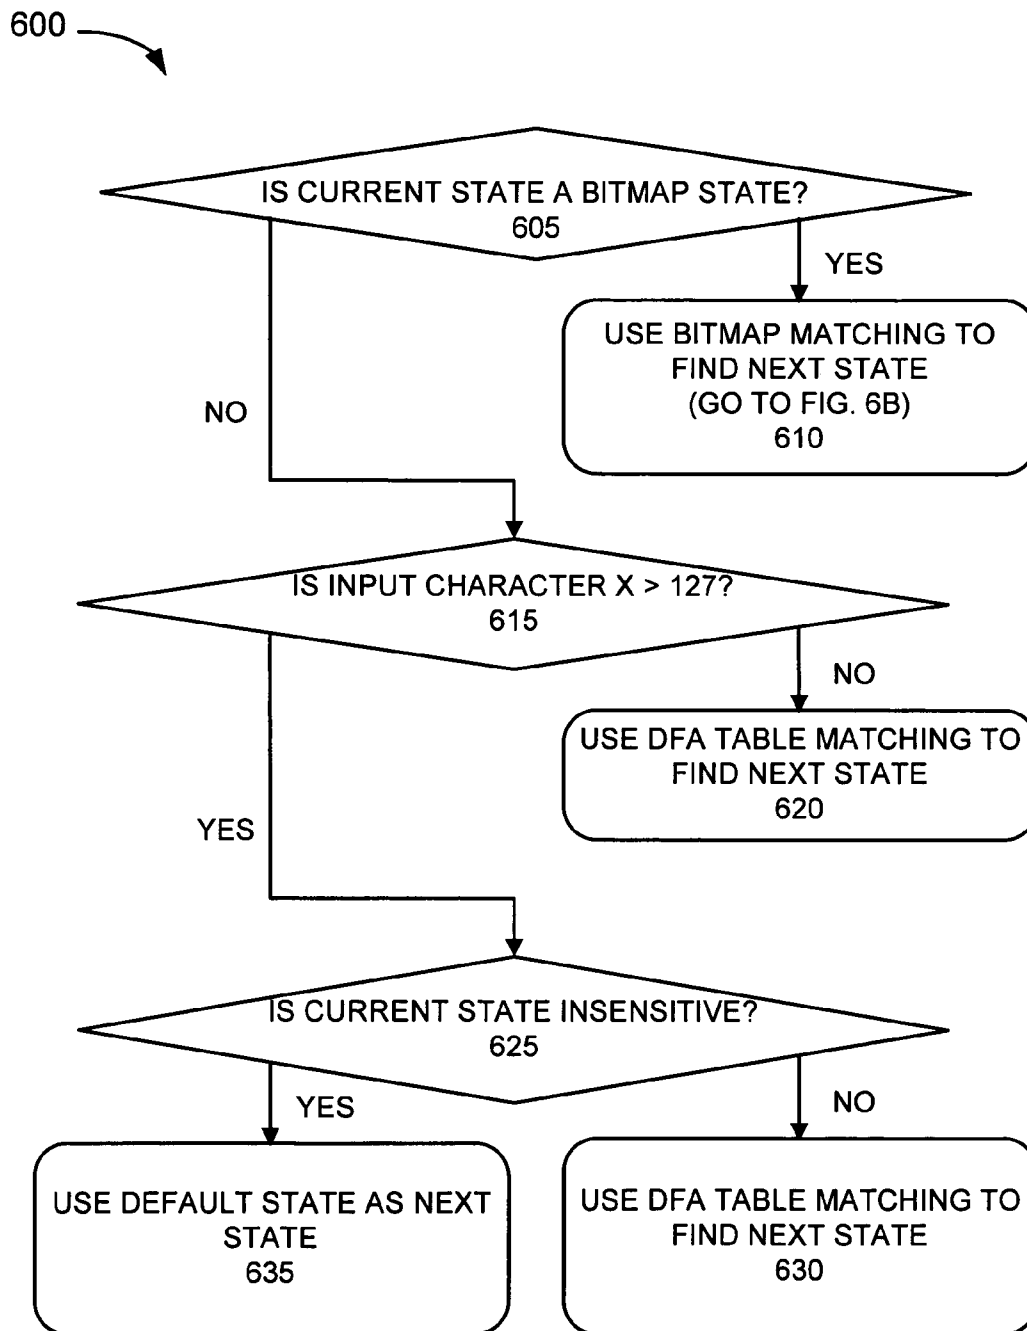 600
IS CURRENT STATE A BITMAP STATE?
605
YES
USE BITMAP MATCHING TO
FIND NEXT STATE
(GO TO FIG. 6B)
610
NO
IS INPUT CHARACTER X > 127?
615
NO
USE DFA TABLE MATCHING TO
FIND NEXT STATE
620
YES
IS CURRENT STATE INSENSITIVE?
625
YES
NO
USE DEFAULT STATE AS NEXT
STATE
635
USE DFA TABLE MATCHING TO
FIND NEXT STATE
630